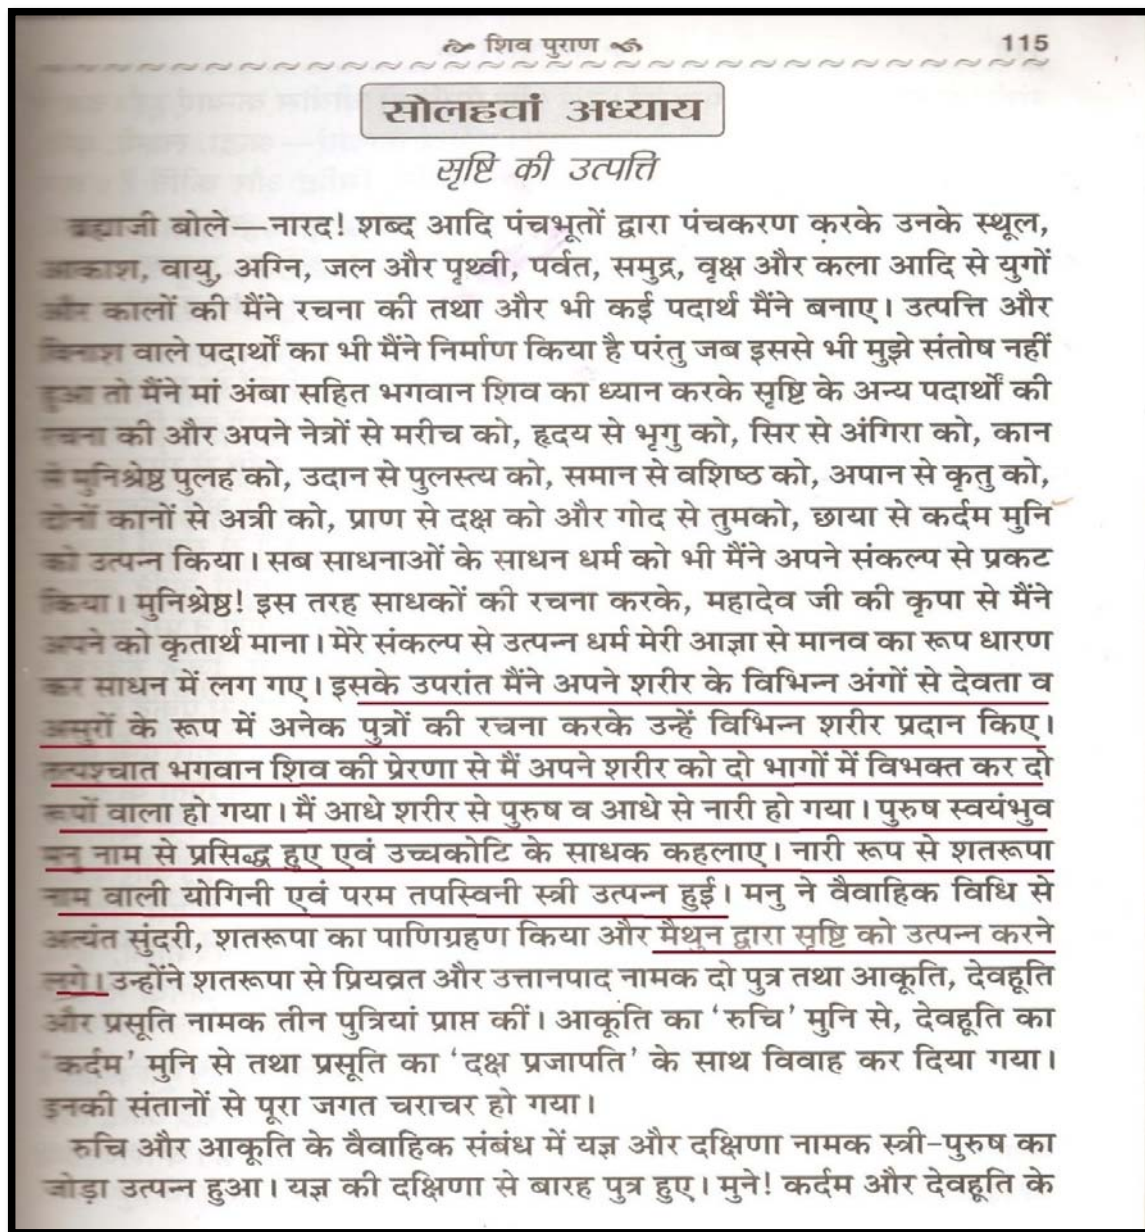 शिव पुराण
115
सोलहवां अध्याय
सृष्टि की उत्पत्ति
ब्रह्माजी बोले—नारद! शब्द आदि पंचभूतों द्वारा पंचकरण करके उनके स्थूल,
आकाश, वायु, अग्नि, जल और पृथ्वी, पर्वत, समुद्र, वृक्ष और कला आदि से युगों
और कालों की मैंने रचना की तथा और भी कई पदार्थ मैंने बनाए। उत्पत्ति और
विनाश वाले पदार्थों का भी मैंने निर्माण किया है परंतु जब इससे भी मुझे संतोष नहीं
हुआ तो मैंने मां अंबा सहित भगवान शिव का ध्यान करके सृष्टि के अन्य पदार्थों की
रचना की और अपने नेत्रों से मरीच को, हृदय से भृगु को, सिर से अंगिरा को, कान
से मुनिश्रेष्ठ पुलह को, उदान से पुलस्त्य को, समान से वशिष्ठ को, अपान से कृतु को,
दोनों कानों से अत्री को, प्राण से दक्ष को और गोद से तुमको, छाया से कर्दम मुनि
को उत्पन्न किया। सब साधनाओं के साधन धर्म को भी मैंने अपने संकल्प से प्रकट
किया। मुनिश्रेष्ठ! इस तरह साधकों की रचना करके, महादेव जी की कृपा से मैंने
अपने को कृतार्थ माना। मेरे संकल्प से उत्पन्न धर्म मेरी आज्ञा से मानव का रूप धारण
कर साधन में लग गए। इसके उपरांत मैंने अपने शरीर के विभिन्न अंगों से देवता व
असुरों के रूप में अनेक पुत्रों की रचना करके उन्हें विभिन्न शरीर प्रदान किए।
तत्पश्चात भगवान शिव की प्रेरणा से मैं अपने शरीर को दो भागों में विभक्त कर दो
रूपों वाला हो गया। मैं आधे शरीर से पुरुष व आधे से नारी हो गया। पुरुष स्वयंभुव
मनु नाम से प्रसिद्ध हुए एवं उच्चकोटि के साधक कहलाए। नारी रूप से शतरूपा
नाम वाली योगिनी एवं परम तपस्विनी स्त्री उत्पन्न हुई। मनु ने वैवाहिक विधि से
अत्यंत सुंदरी, शतरूपा का पाणिग्रहण किया और मैथुन द्वारा सृष्टि को उत्पन्न करने
लगे। उन्होंने शतरूपा से प्रियव्रत और उत्तानपाद नामक दो पुत्र तथा आकूति, देवहूति
और प्रसूति नामक तीन पुत्रियां प्राप्त कीं। आकूति का 'रुचि' मुनि से, देवहूति का
'कर्दम' मुनि से तथा प्रसूति का 'दक्ष प्रजापति' के साथ विवाह कर दिया गया।
इनकी संतानों से पूरा जगत चराचर हो गया।
रुचि और आकूति के वैवाहिक संबंध में यज्ञ और दक्षिणा नामक स्त्री-पुरुष का
जोड़ा उत्पन्न हुआ। यज्ञ की दक्षिणा से बारह पुत्र हुए। मुने! कर्दम और देवहूति के